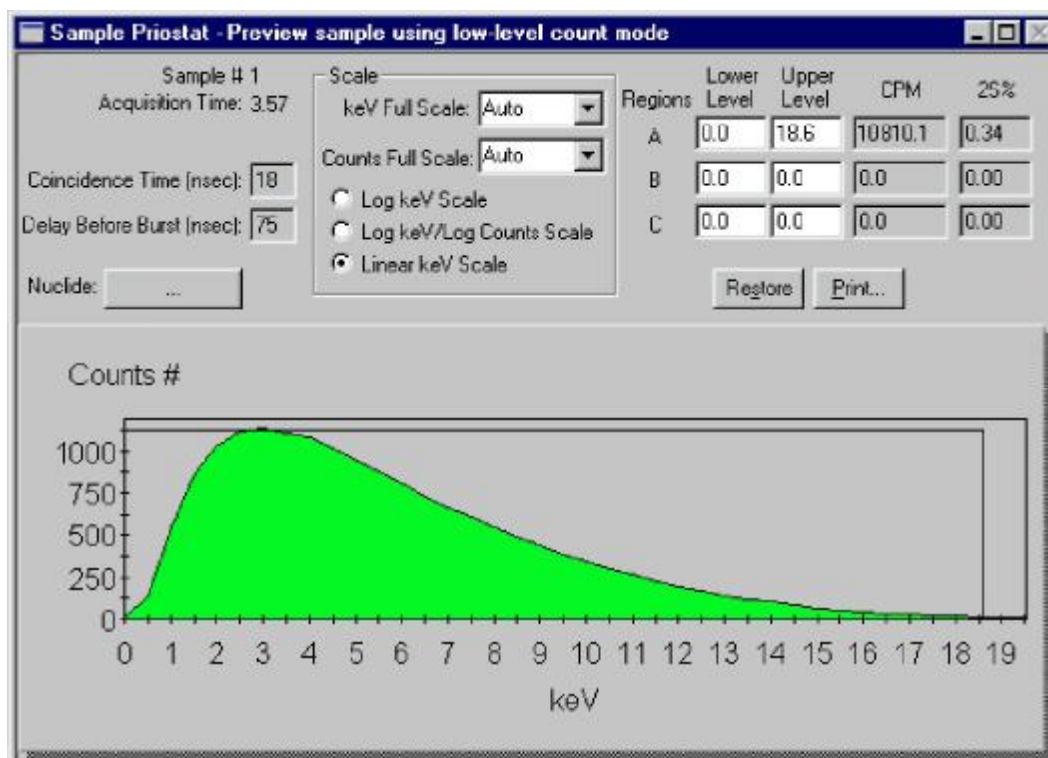 Sample Priostat - Preview sample using low-level count mode
Sample # 1
Acquisition Time: 3.57
Coincidence Time (nsec): 18
Delay Before Burst (nsec): 75
Nuclide: ...
Scale
keV Full Scale: Auto
Counts Full Scale: Auto
Log keV Scale
Log keV/Log Counts Scale
Linear keV Scale
Regions Lower Level Upper Level CPM 2S%
A 0.0 18.6 10810.1 0.34
B 0.0 0.0 0.0 0.00
C 0.0 0.0 0.0 0.00
Restore Print...
Counts #
1000
750
500
250
0
0 1 2 3 4 5 6 7 8 9 10 11 12 13 14 15 16 17 18 19
keV